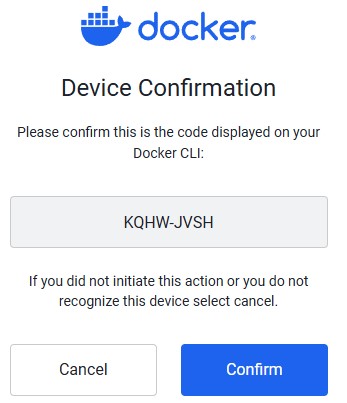 docker
Device Confirmation
Please confirm this is the code displayed on your
Docker CLI:
KQHW-JVSH
If you did not initiate this action or you do not
recognize this device select cancel.
Cancel
Confirm